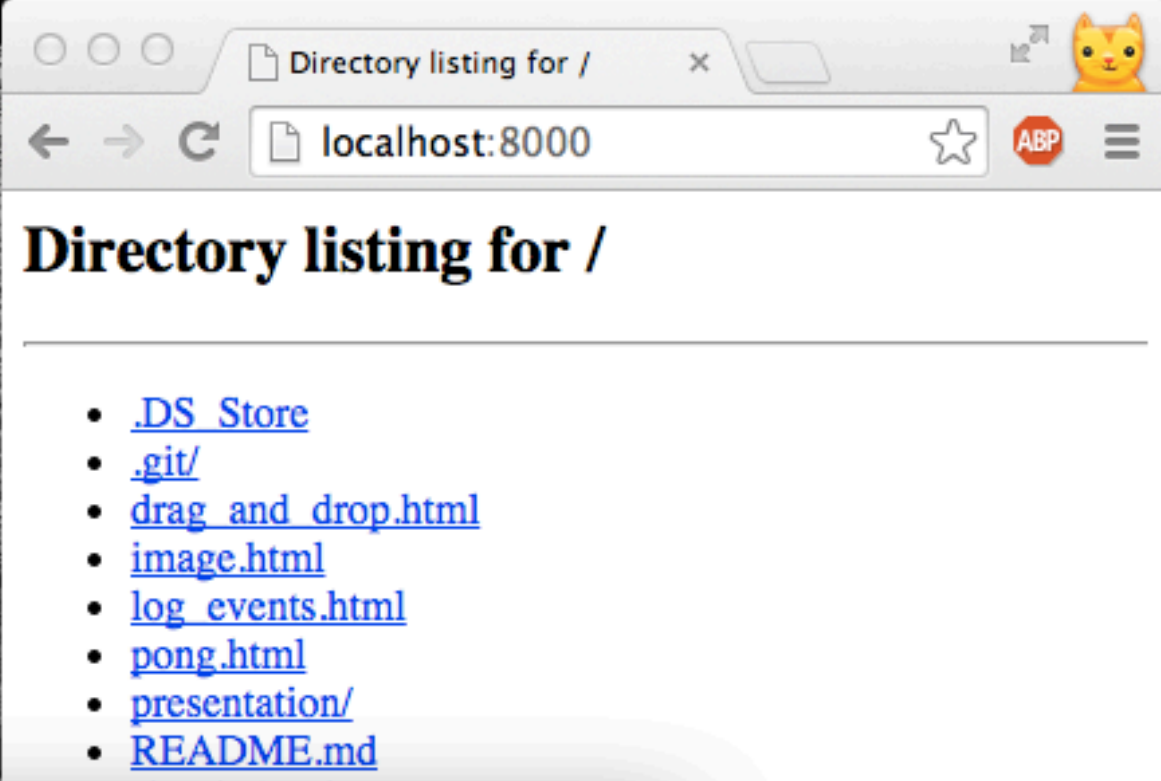 Directory listing for /
localhost:8000
ABP
Directory listing for /
.DS_Store
.git/
drag_and_drop.html
image.html
log_events.html
pong.html
presentation/
README.md